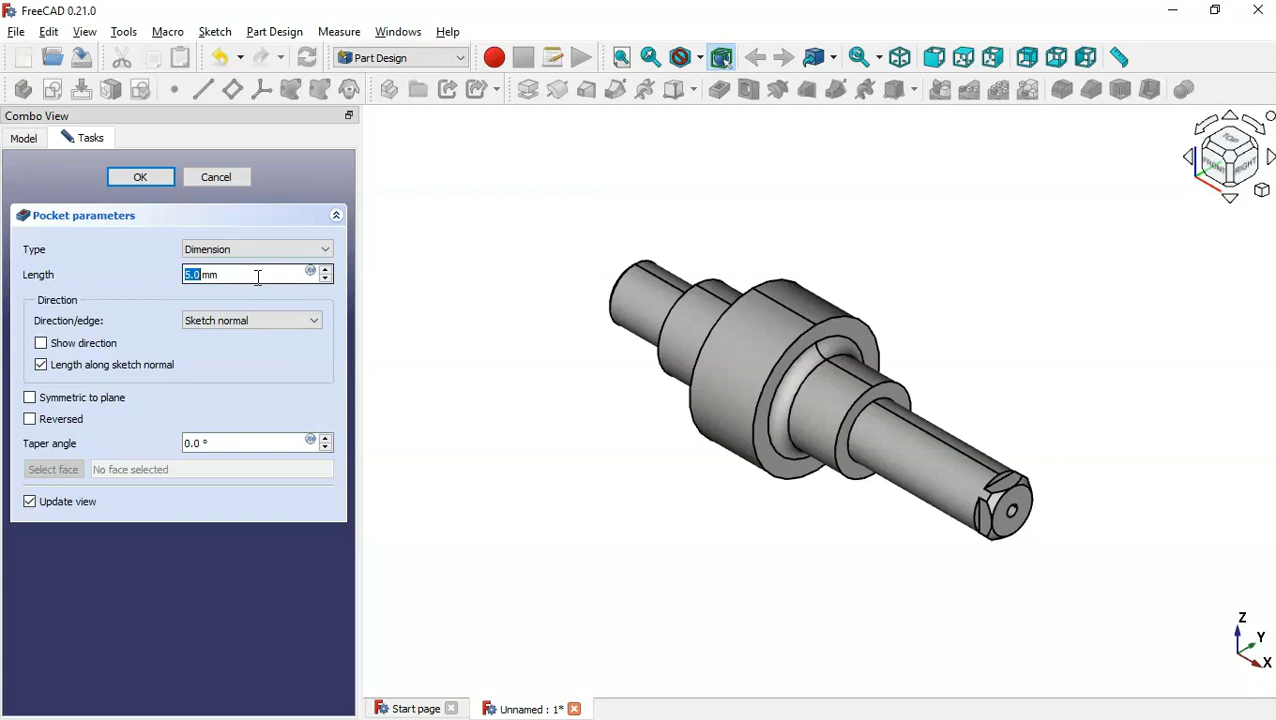 FreeCAD 0.21.0
File Edit View Tools Macro Sketch Part Design Measure Windows Help
Part Design
Combo View
Model Tasks
OK Cancel
Pocket parameters
Type Dimension
Length 5.0 mm
Direction
Direction/edge: Sketch normal
Show direction
Length along sketch normal
Symmetric to plane
Reversed
Taper angle 0.0 °
Select face No face selected
Update view
TOP
FRONT RIGHT
Z
Y
X
Start page Unnamed : 1*